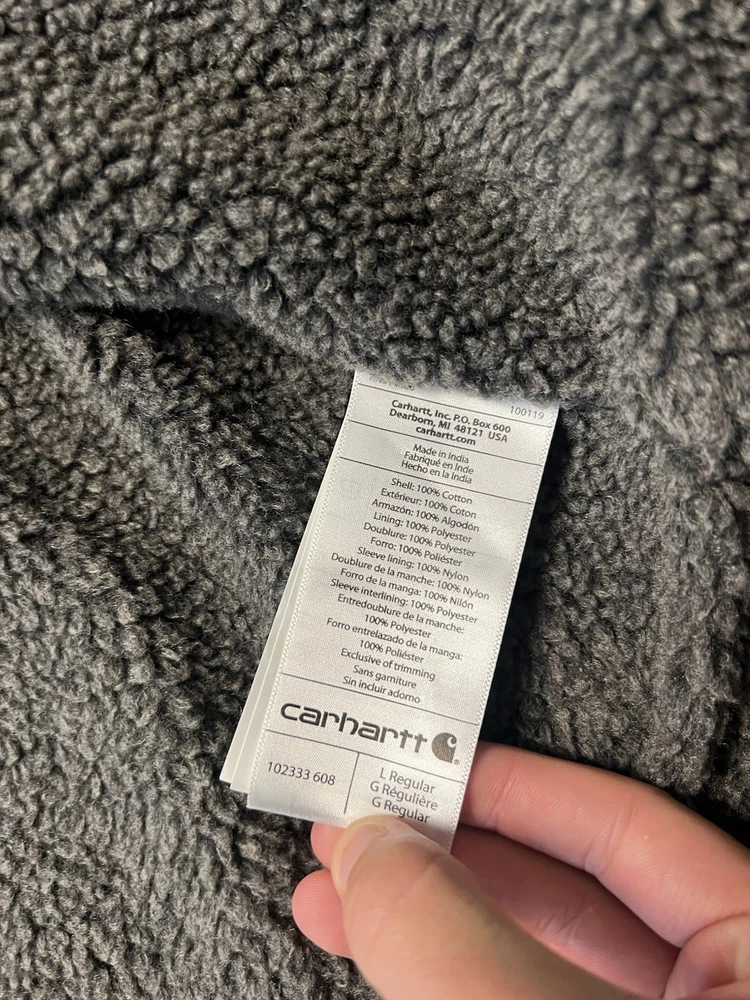 100119
Carhartt, Inc. P.O. Box 600
Dearborn, MI 48121 USA
carhartt.com
Made in India
Fabriqué en Inde
Hecho en la India
Shell: 100% Cotton
Extérieur: 100% Coton
Armazón: 100% Algodón
Lining: 100% Polyester
Doublure: 100% Polyester
Forro: 100% Poliéster
Sleeve lining: 100% Nylon
Doublure de la manche: 100% Nylon
Forro de la manga: 100% Nilón
Sleeve interlining: 100% Polyester
Entredoublure de la manche:
100% Polyester
Forro entrelazado de la manga:
100% Poliéster
Exclusive of trimming
Sans garniture
Sin incluir adorno
carhartt
102333 608
L Regular
G Régulière
G Regular